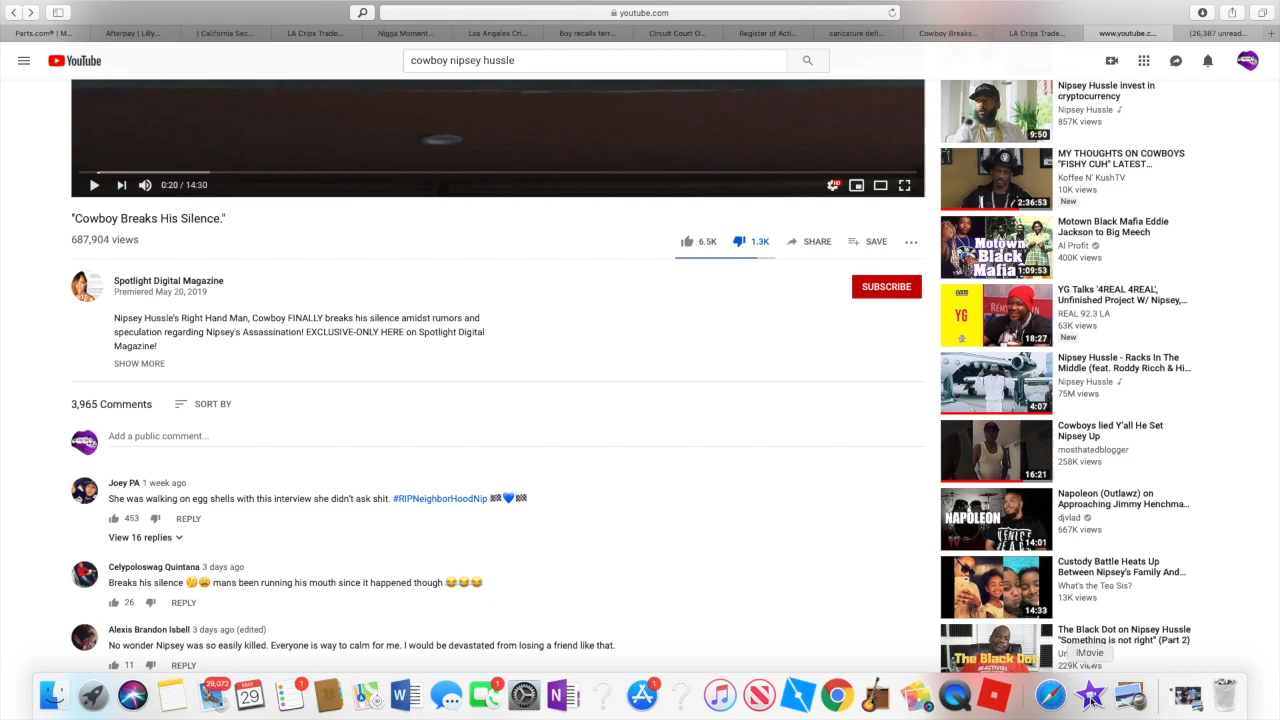 youtube.com
Parts.com® | M...
Afterpay | Lilly...
| California Sec...
LA Crips Trade...
Nigga Moment...
Los Angeles Cri...
Boy recalls terr...
Circuit Court O...
Register of Acti...
caricature defi...
Cowboy Breaks...
LA Crips Trade...
www.youtube.c...
(26,387 unread...
YouTube
cowboy nipsey hussle
0:20 / 14:30
HD
"Cowboy Breaks His Silence."
687,904 views
6.5K
1.3K
SHARE
SAVE
Spotlight Digital Magazine
Premiered May 20, 2019
SUBSCRIBE
Nipsey Hussle's Right Hand Man, Cowboy FINALLY breaks his silence amidst rumors and
speculation regarding Nipsey's Assassination! EXCLUSIVE-ONLY HERE on Spotlight Digital
Magazine!
SHOW MORE
3,965 Comments
SORT BY
Add a public comment...
Joey PA 1 week ago
She was walking on egg shells with this interview she didn't ask shit. #RIPNeighborHoodNip 🏁💙🏁
453
REPLY
View 16 replies
Celypoloswag Quintana 3 days ago
Breaks his silence 🤔😩 mans been running his mouth since it happened though 😂😂😂
26
REPLY
Alexis Brandon Isbell 3 days ago (edited)
No wonder Nipsey was so easily killed. Everyone is way to calm for me. I would be devastated from losing a friend like that.
11
REPLY
Nipsey Hussle invest in
cryptocurrency
Nipsey Hussle
857K views
9:50
MY THOUGHTS ON COWBOYS
"FISHY CUH" LATEST...
Koffee N' KushTV
10K views
New
2:36:53
Motown Black Mafia Eddie
Jackson to Big Meech
Al Profit
400K views
Motown
Black
Mafia
1:09:53
YG Talks '4REAL 4REAL',
Unfinished Project W/ Nipsey,...
REAL 92.3 LA
63K views
New
YG
18:27
Nipsey Hussle - Racks In The
Middle (feat. Roddy Ricch & Hi...
Nipsey Hussle
75M views
4:07
Cowboys lied Y'all He Set
Nipsey Up
mosthatedblogger
258K views
16:21
Napoleon (Outlawz) on
Approaching Jimmy Henchma...
djvlad
667K views
NAPOLEON
14:01
Custody Battle Heats Up
Between Nipsey's Family And...
What's the Tea Sis?
13K views
14:33
The Black Dot on Nipsey Hussle
"Something is not right" (Part 2)
229K views
The Black Dot
iMovie
29,072
MAY
29
1
1
1